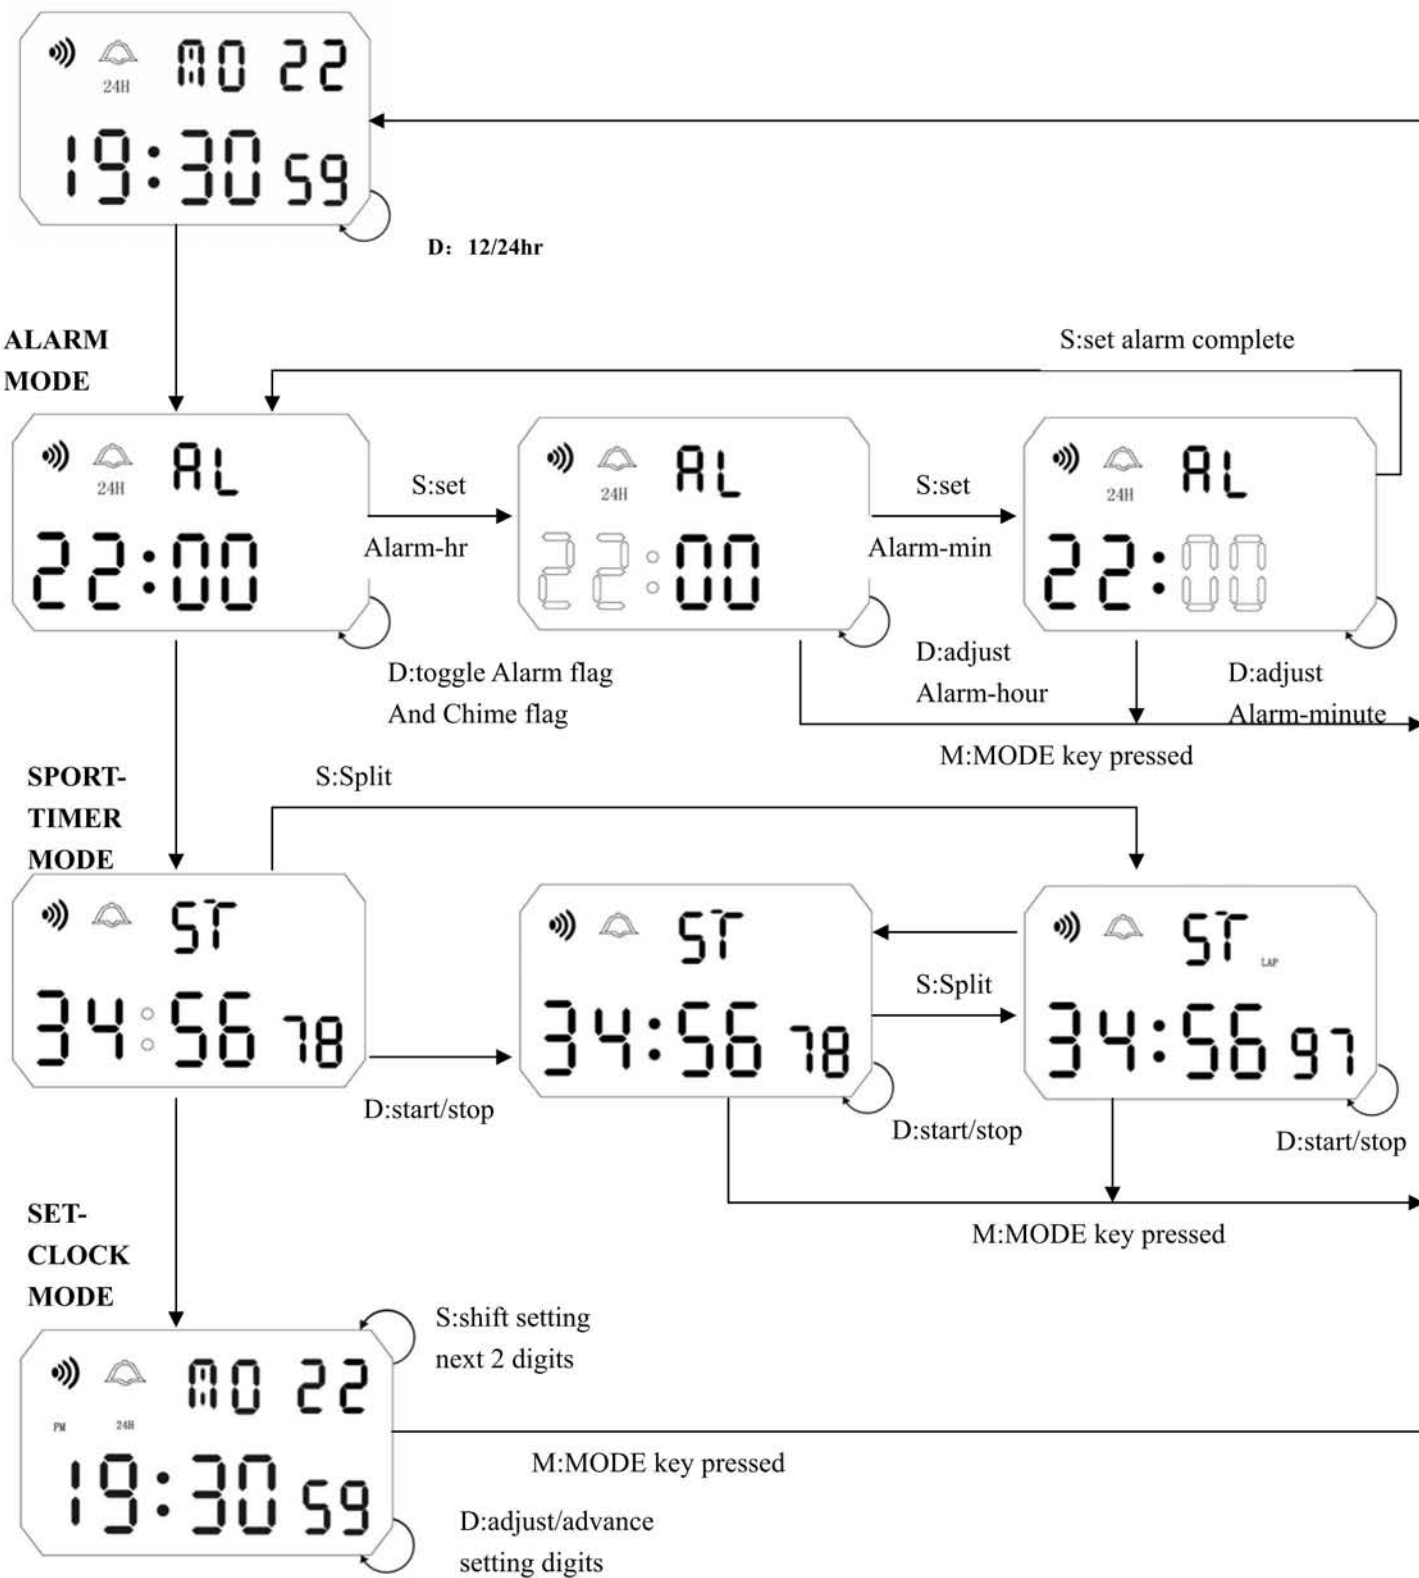 MO 22
24H
19:30 59
D: 12/24hr
ALARM
MODE
S:set alarm complete
AL
24H
22:00
S:set
Alarm-hr
AL
24H
22:00
S:set
Alarm-min
AL
24H
22:00
D:toggle Alarm flag
And Chime flag
D:adjust
Alarm-hour
D:adjust
Alarm-minute
M:MODE key pressed
SPORT-
TIMER
MODE
S:Split
ST
34:56 78
D:start/stop
ST
34:56 78
S:Split
ST
LAP
34:56 97
D:start/stop
D:start/stop
M:MODE key pressed
SET-
CLOCK
MODE
S:shift setting
next 2 digits
MO 22
PM 24H
19:30 59
M:MODE key pressed
D:adjust/advance
setting digits